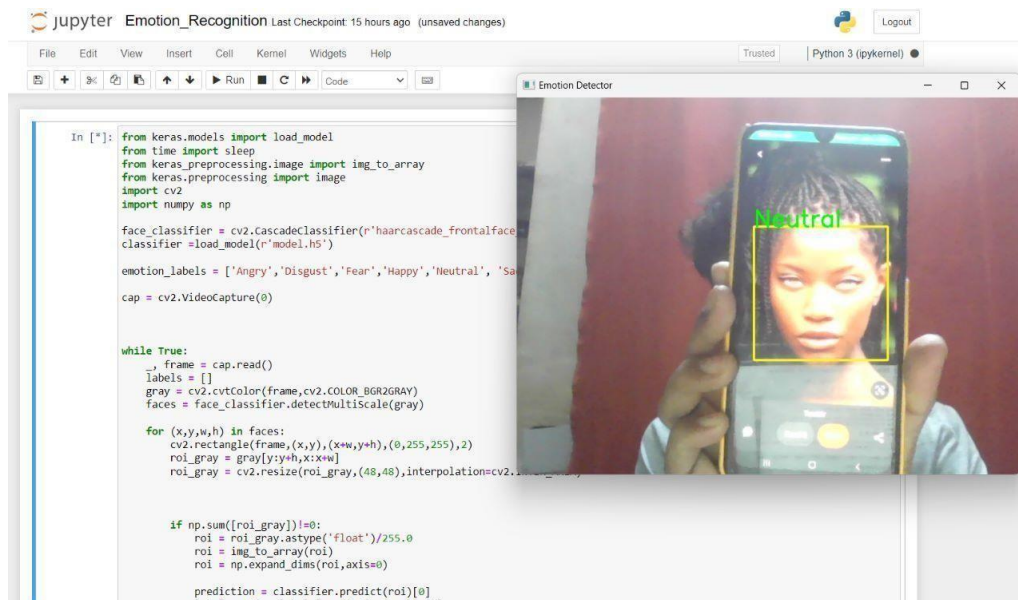 jupyter Emotion_Recognition Last Checkpoint: 15 hours ago (unsaved changes)
Logout
File Edit View Insert Cell Kernel Widgets Help
Trusted
Python 3 (ipykernel)
Run
Code
Emotion Detector
In [*]:
from keras.models import load_model
from time import sleep
from keras_preprocessing.image import img_to_array
from keras.preprocessing import image
import cv2
import numpy as np
face_classifier = cv2.CascadeClassifier(r'haarcascade_frontalface
classifier =load_model(r'model.h5')
emotion_labels = ['Angry','Disgust','Fear','Happy','Neutral', 'Sa
cap = cv2.VideoCapture(0)
while True:
_, frame = cap.read()
labels = []
gray = cv2.cvtColor(frame,cv2.COLOR_BGR2GRAY)
faces = face_classifier.detectMultiScale(gray)
for (x,y,w,h) in faces:
cv2.rectangle(frame,(x,y),(x+w,y+h),(0,255,255),2)
roi_gray = gray[y:y+h,x:x+w]
roi_gray = cv2.resize(roi_gray,(48,48),interpolation=cv2.
if np.sum([roi_gray])!=0:
roi = roi_gray.astype('float')/255.0
roi = img_to_array(roi)
roi = np.expand_dims(roi,axis=0)
prediction = classifier.predict(roi)[0]
Neutral